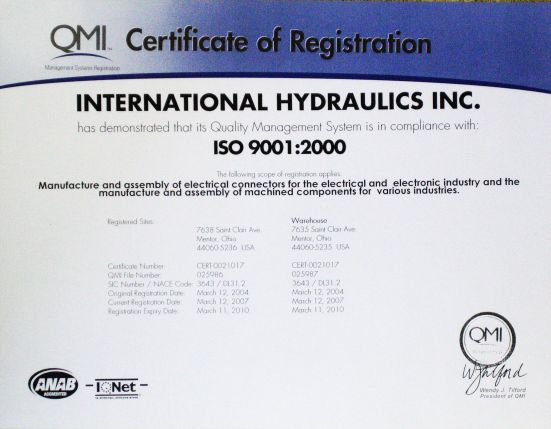 QMI
Management Systems Registration
Certificate of Registration
INTERNATIONAL HYDRAULICS INC.
has demonstrated that its Quality Management System is in compliance with:
ISO 9001:2000
The following scope of registration applies
Manufacture and assembly of electrical connectors for the electrical and electronic industry and the
manufacture and assembly of machined components for various industries.
Registered Sites: Warehouse
7638 Saint Clair Ave. 7635 Saint Clair Ave.
Mentor, Ohio Mentor, Ohio
44060-5236 USA 44060-5235 USA
Certificate Number: CERT-0021017 CERT-0021017
QMI File Number: 025986 025987
SIC Number / NACE Code: 3643 / DL31.2 3643 / DL31.2
Original Registration Date: March 12, 2004 March 12, 2004
Current Registration Date: March 12, 2007 March 12, 2007
Registration Expiry Date: March 11, 2010 March 11, 2010
QMI
Wendy J. Tilford
President of QMI
ANAB
ACCREDITED
IQNet